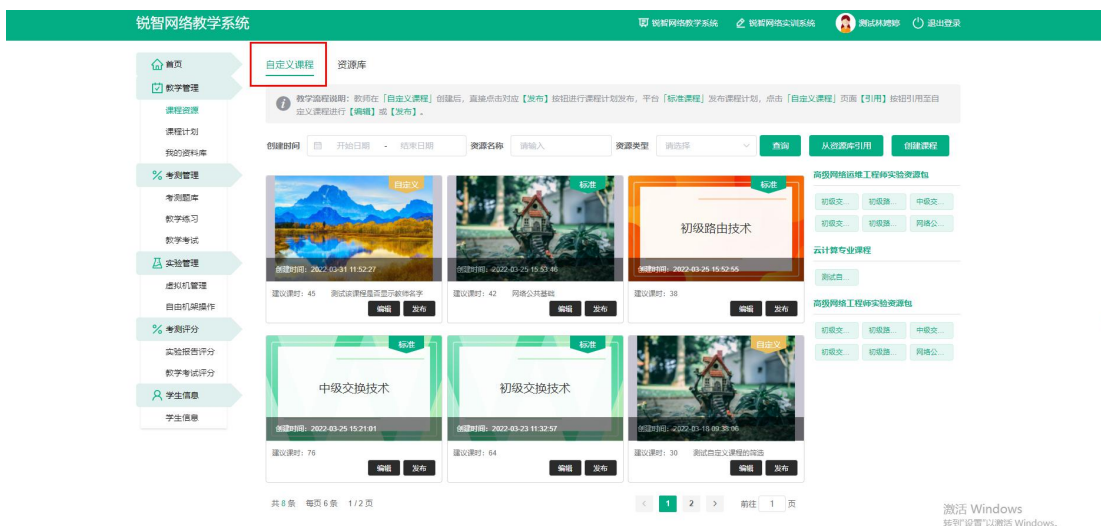 锐智网络教学系统
锐智网络教学系统 锐智网络实训系统 测试林婷婷 退出登录
首页
教学管理
课程资源
课程计划
我的资料库
考测管理
考测题库
教学练习
教学考试
实验管理
虚拟机管理
自由机架操作
考测评分
实验报告评分
教学考试评分
学生信息
学生信息
自定义课程 资源库
教学流程说明：教师在「自定义课程」创建后，直接点击对应【发布】按钮进行课程计划发布，平台「标准课程」发布课程计划，点击「自定义课程」页面【引用】按钮引用至自
定义课程进行【编辑】或【发布】。
创建时间 开始日期 - 结束日期 资源名称 请输入 资源类型 请选择 查询 从资源库引用 创建课程
自定义
创建时间：2022-03-31 11:52:27
建议课时：45 测试该课程是否显示教师名字
编辑 发布
标准
创建时间：2022-03-25 15:53:46
建议课时：42 网络公共基础
编辑 发布
标准
初级路由技术
创建时间：2022-03-25 15:52:55
建议课时：38
编辑 发布
标准
中级交换技术
创建时间：2022-03-25 15:21:01
建议课时：76
编辑 发布
标准
初级交换技术
创建时间：2022-03-23 11:32:57
建议课时：64
编辑 发布
自定义
创建时间：2022-03-18 09:38:06
建议课时：30 测试自定义课程的筛选
编辑 发布
高级网络运维工程师实验资源包
初级交... 初级路... 中级交...
初级交... 初级路... 网络公...
云计算专业课程
测试自...
高级网络工程师实验资源包
初级交... 初级路... 中级交...
初级交... 初级路... 网络公...
共 8 条 每页 6 条 1 / 2 页
< 1 2 > 前往 1 页
激活 Windows
转到"设置"以激活 Windows。